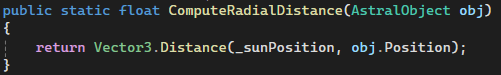 public static float ComputeRadialDistance(AstralObject obj)
{
    return Vector3.Distance(_sunPosition, obj.Position);
}